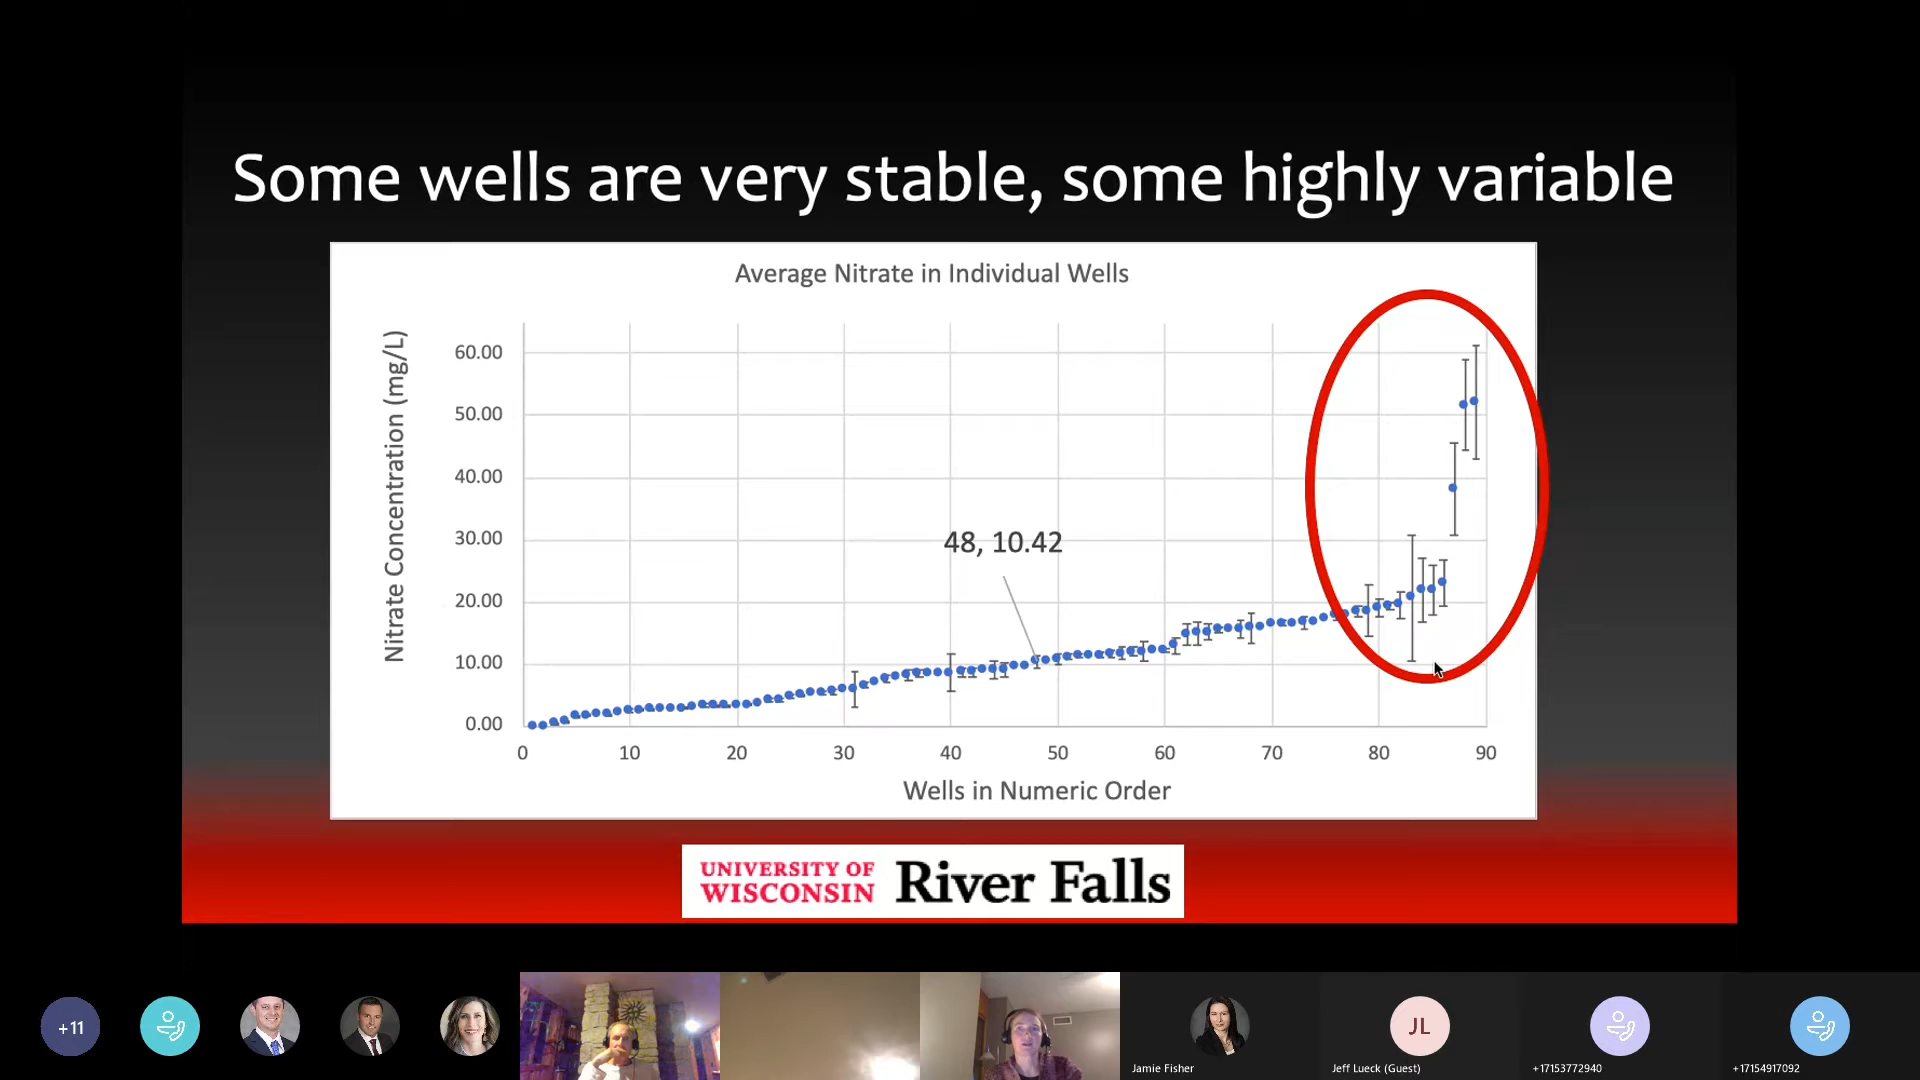 Some wells are very stable, some highly variable
Average Nitrate in Individual Wells
Nitrate Concentration (mg/L)
60.00
50.00
40.00
30.00
20.00
10.00
0.00
48, 10.42
0 10 20 30 40 50 60 70 80 90
Wells in Numeric Order
UNIVERSITY OF
WISCONSIN
River Falls
+11
JL
Jamie Fisher
Jeff Lueck (Guest)
+17153772940
+17154917092